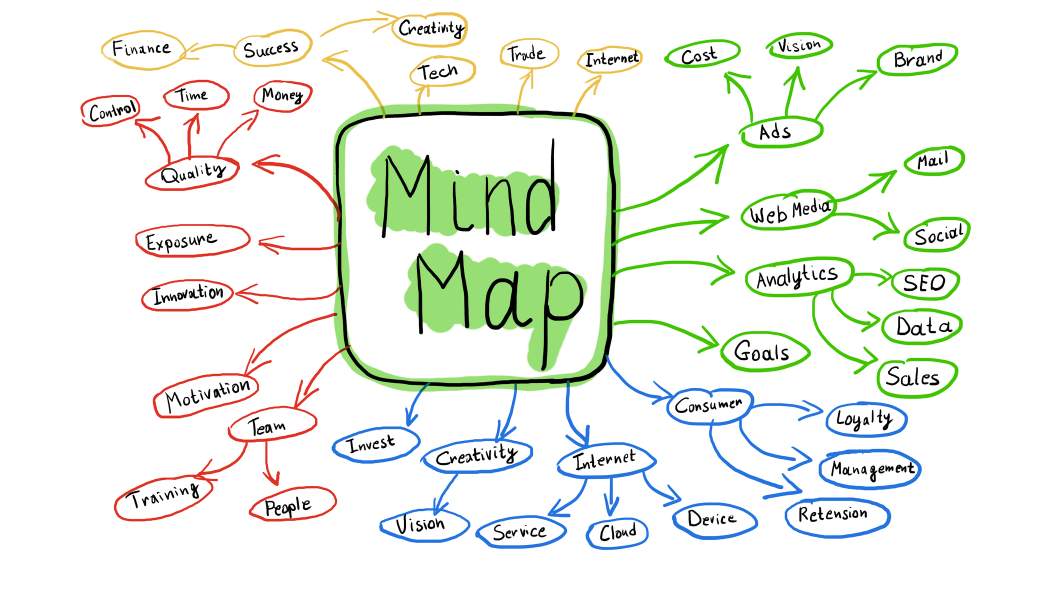 Creativity
Finance
Success
Tech
Trade
Internet
Control
Time
Money
Quality
Exposure
Innovation
Motivation
Team
Training
People
Mind
Map
Cost
Vision
Brand
Ads
Mail
Web Media
Social
Analytics
SEO
Data
Goals
Sales
Invest
Creativity
Vision
Internet
Service
Cloud
Device
Consumer
Loyalty
Management
Retension